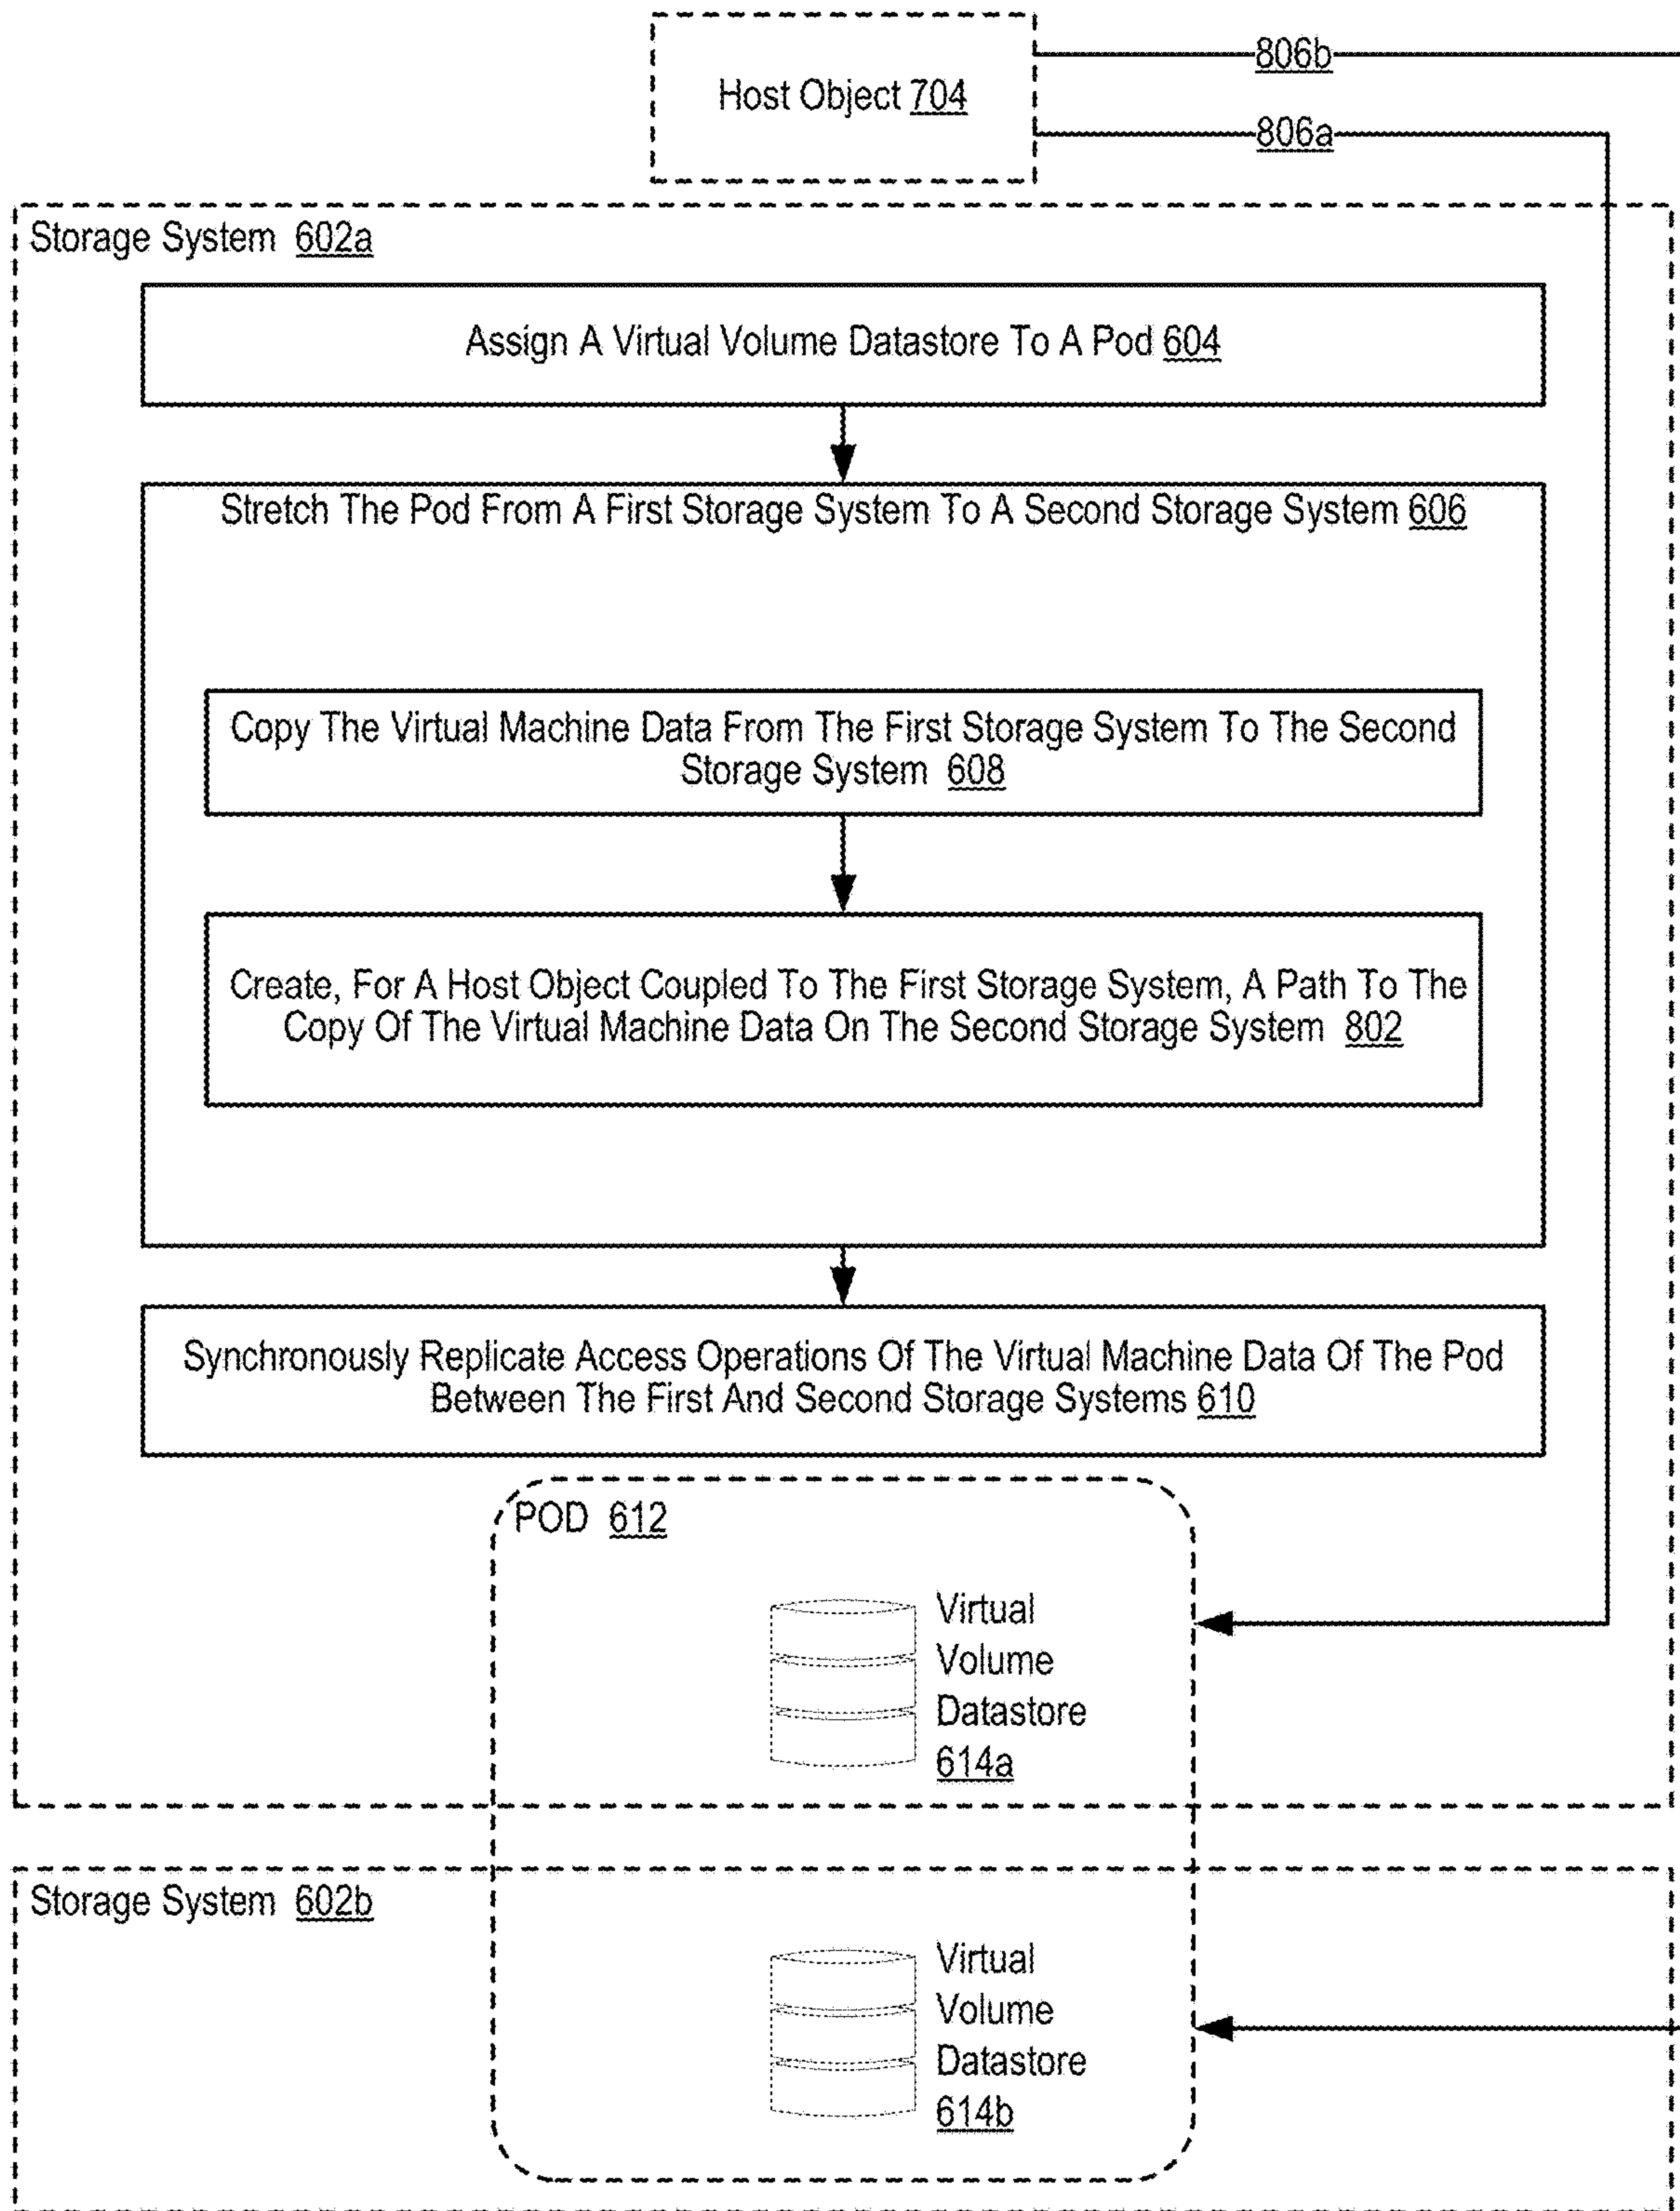 806b
Host Object 704
806a
Storage System 602a
Assign A Virtual Volume Datastore To A Pod 604
Stretch The Pod From A First Storage System To A Second Storage System 606
Copy The Virtual Machine Data From The First Storage System To The Second
Storage System 608
Create, For A Host Object Coupled To The First Storage System, A Path To The
Copy Of The Virtual Machine Data On The Second Storage System 802
Synchronously Replicate Access Operations Of The Virtual Machine Data Of The Pod
Between The First And Second Storage Systems 610
POD 612
Virtual
Volume
Datastore
614a
Storage System 602b
Virtual
Volume
Datastore
614b